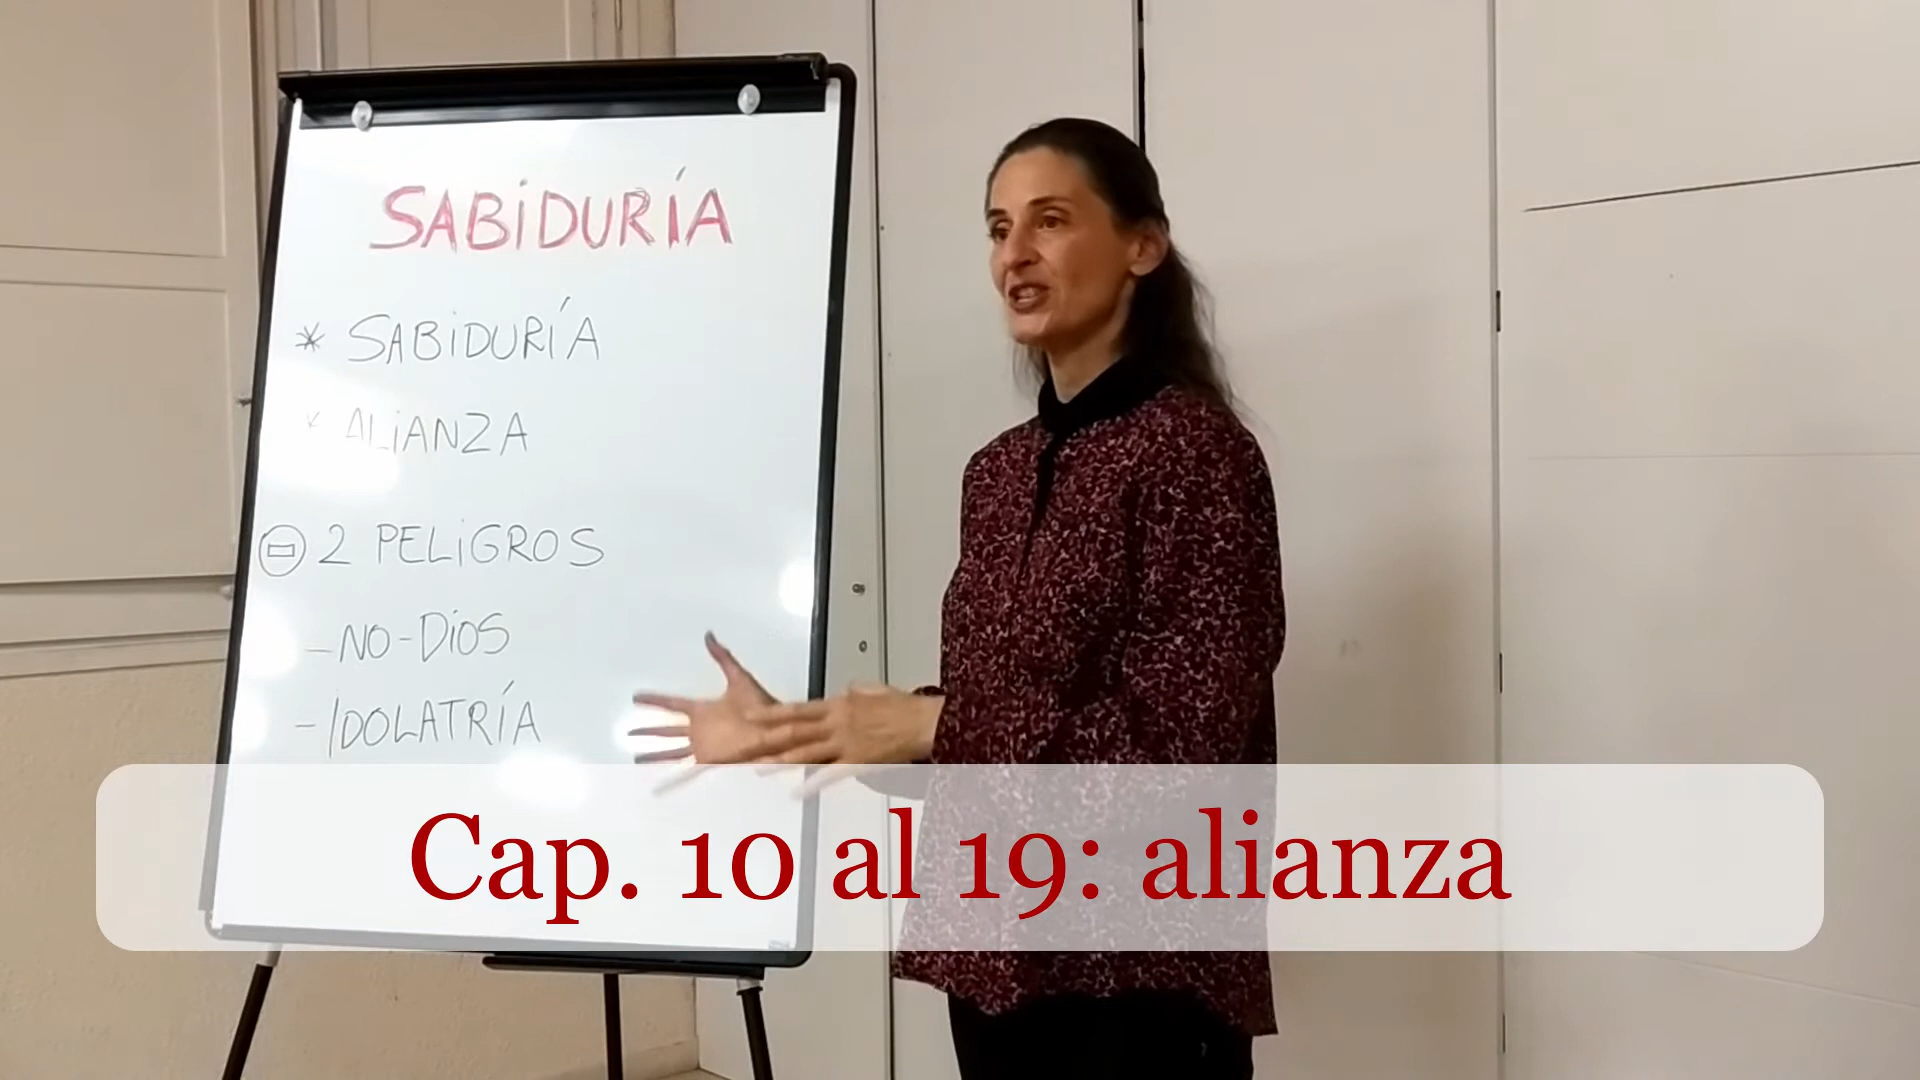 SABiDURÍA
* SABiDURÍA
* ALiANZA
⊖ 2 PELiGROS
- NO-DiOS
- IDOLATRÍA
Cap. 10 al 19: alianza